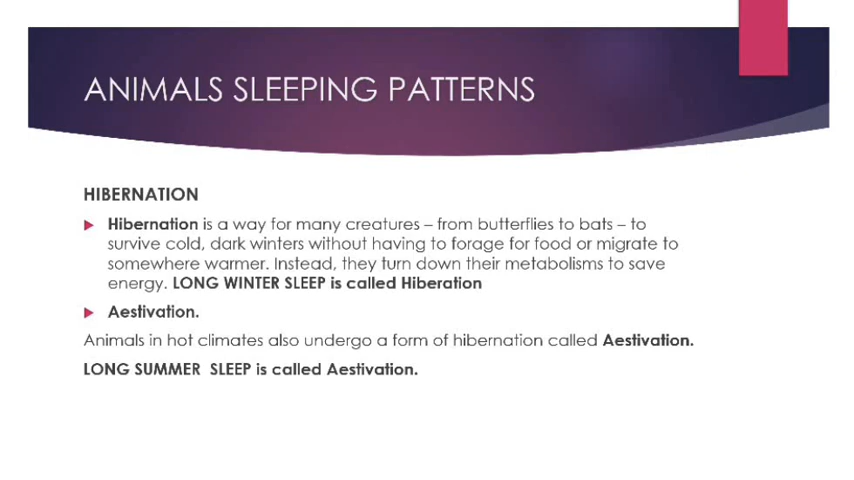 ANIMALS SLEEPING PATTERNS
HIBERNATION
Hibernation is a way for many creatures – from butterflies to bats – to
survive cold, dark winters without having to forage for food or migrate to
somewhere warmer. Instead, they turn down their metabolisms to save
energy. LONG WINTER SLEEP is called Hiberation
Aestivation.
Animals in hot climates also undergo a form of hibernation called Aestivation.
LONG SUMMER  SLEEP is called Aestivation.